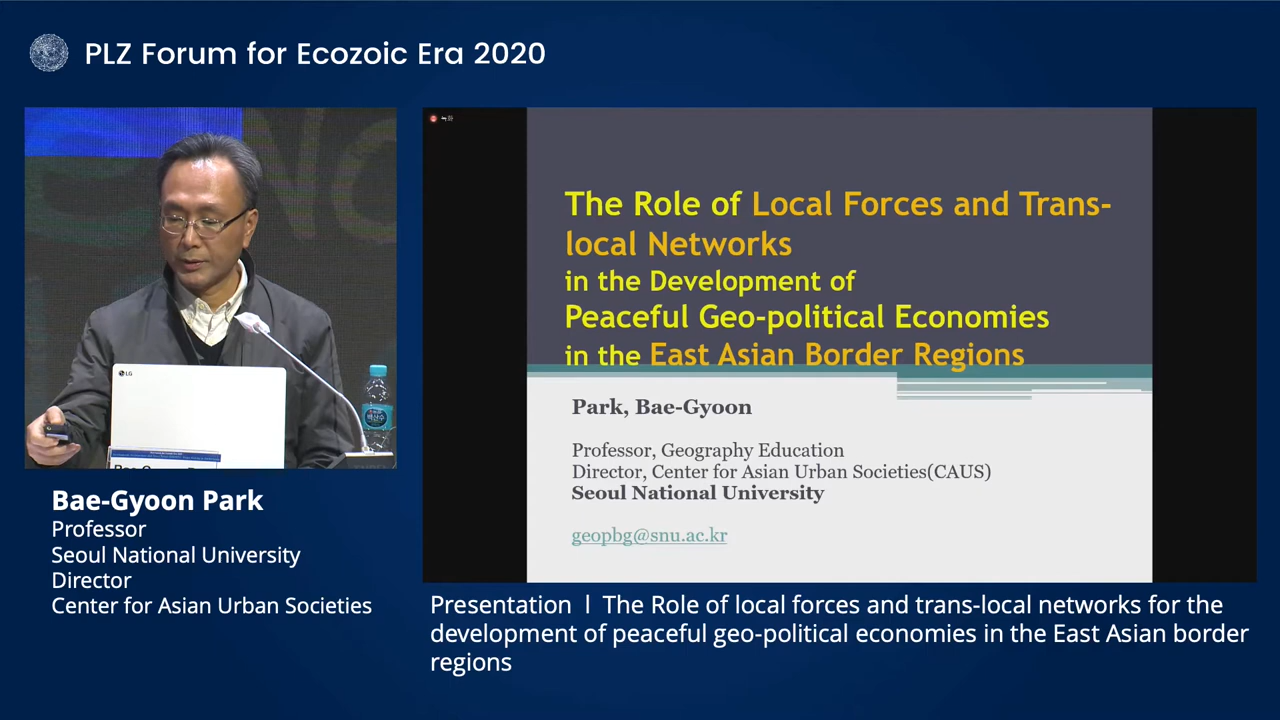 PLZ Forum for Ecozoic Era 2020
LG
The Role of Local Forces and Trans-
local Networks
in the Development of
Peaceful Geo-political Economies
in the East Asian Border Regions
Park, Bae-Gyoon
Professor, Geography Education
Director, Center for Asian Urban Societies(CAUS)
Seoul National University
geopbg@snu.ac.kr
Bae-Gyoon Park
Professor
Seoul National University
Director
Center for Asian Urban Societies
Presentation l The Role of local forces and trans-local networks for the
development of peaceful geo-political economies in the East Asian border
regions